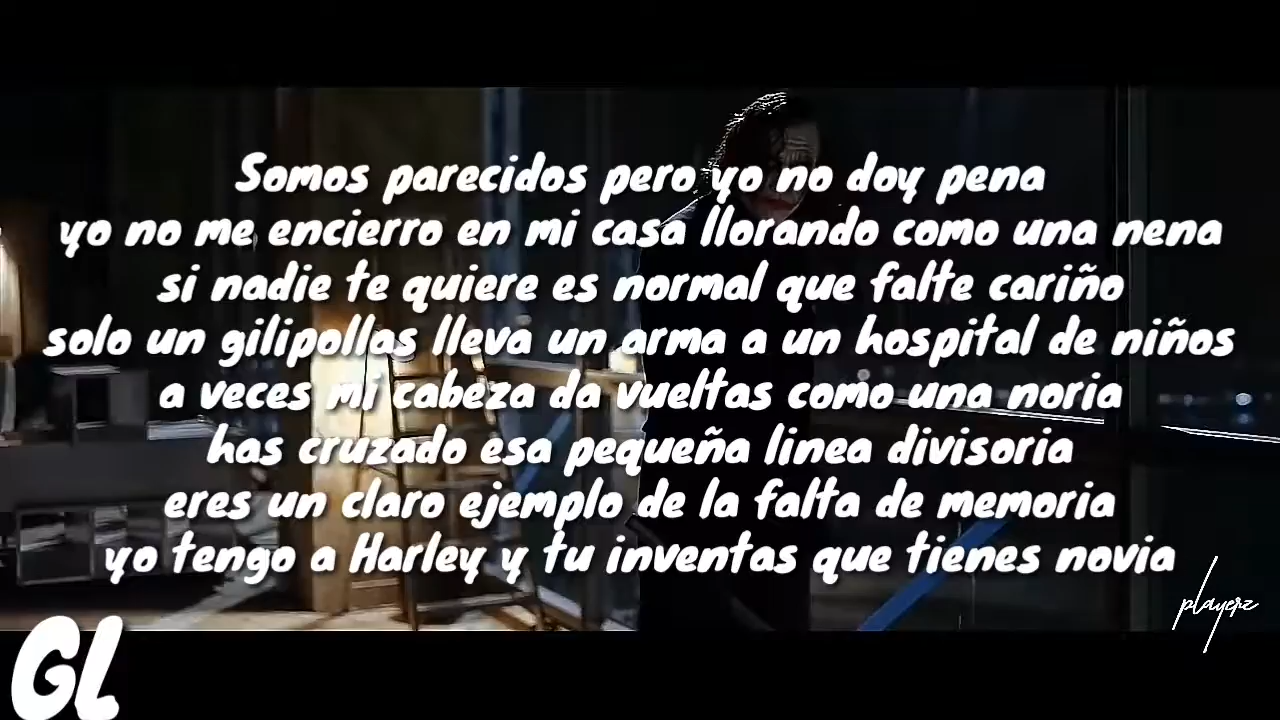 Somos parecidos pero yo no doy pena
yo no me encierro en mi casa llorando como una nena
si nadie te quiere es normal que falte cariño
solo un gilipollas lleva un arma a un hospital de niños
a veces mi cabeza da vueltas como una noria
has cruzado esa pequeña linea divisoria
eres un claro ejemplo de la falta de memoria
yo tengo a Harley y tu inventas que tienes novia
playerz
GL